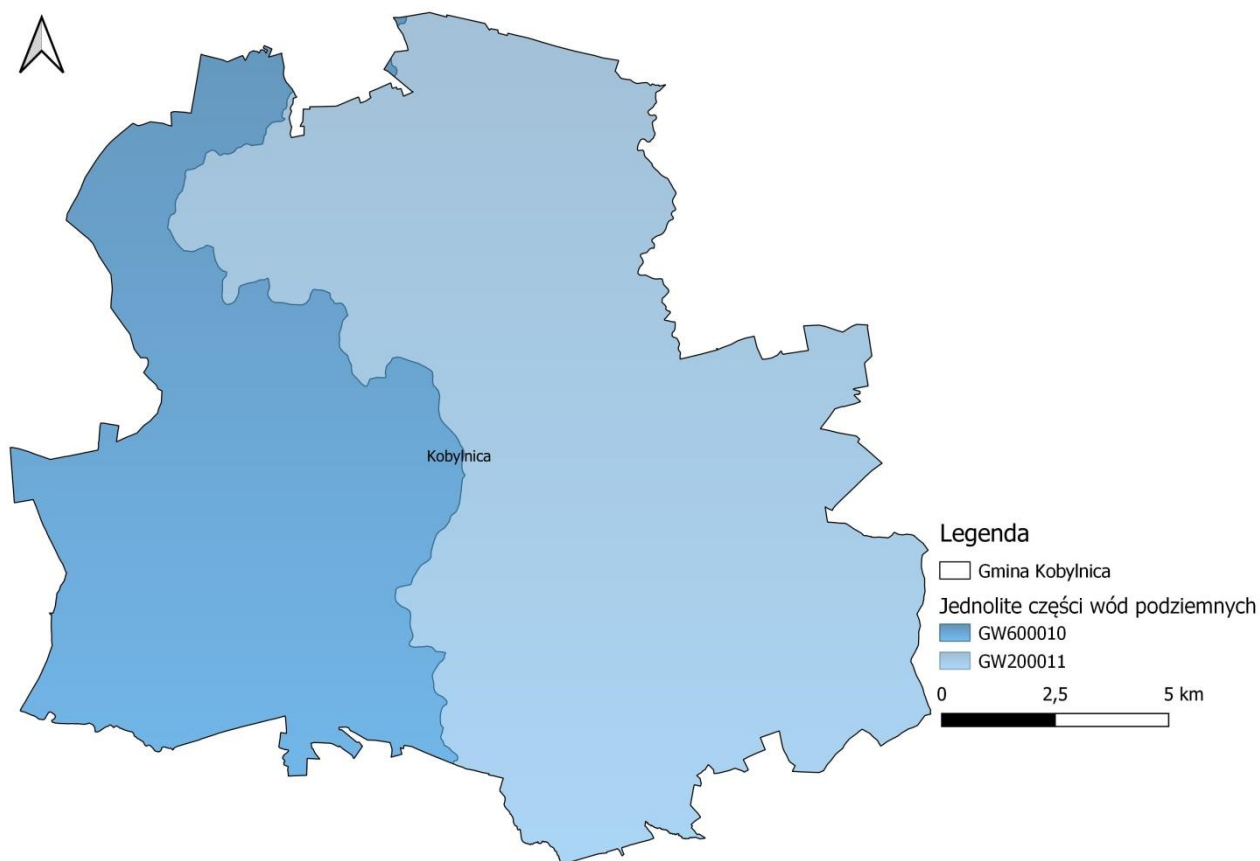 Kobylnica
Legenda
Gmina Kobylnica
Jednolite części wód podziemnych
GW600010
GW200011
0 2,5 5 km